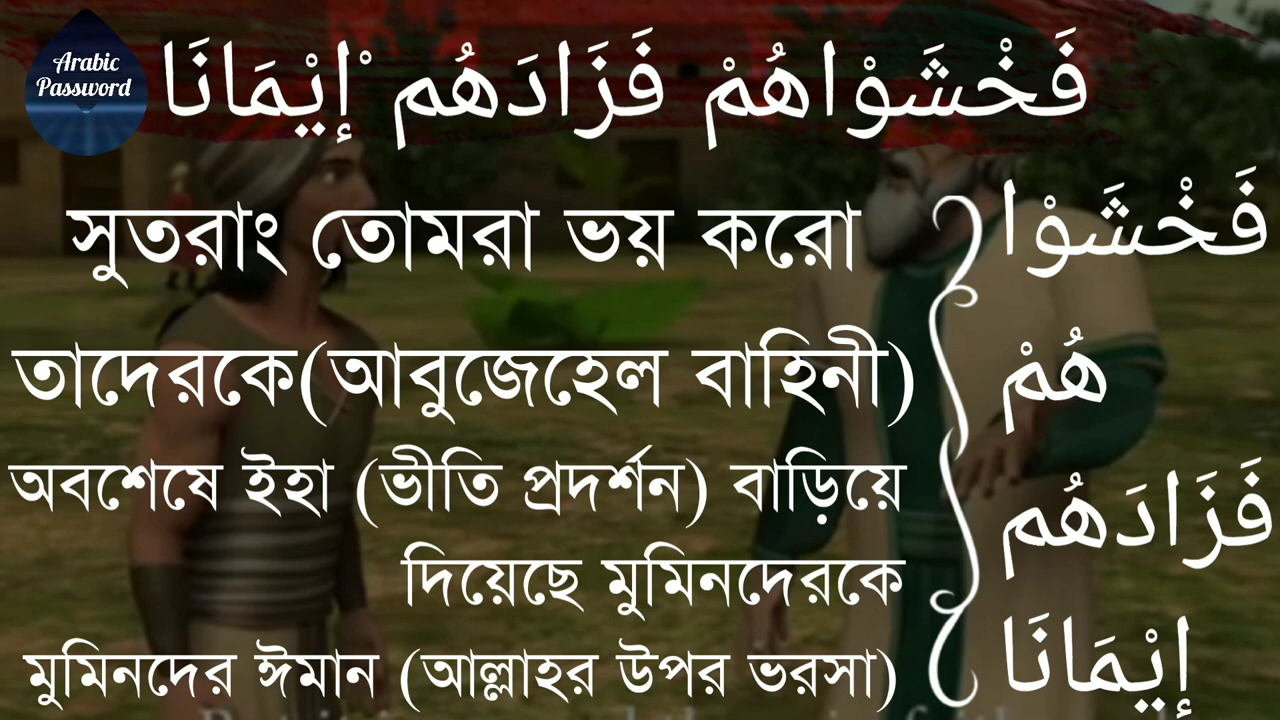 Arabic
Password
فَخْشَوْاهُمْ فَزَادَهُم ْإِيْمَانَا
সুতরাং তোমরা ভয় করো
فَخْشَوْا
তাদেরকে(আবুজেহেল বাহিনী)
هُمْ
অবশেষে ইহা (ভীতি প্রদর্শন) বাড়িয়ে
দিয়েছে মুমিনদেরকে
فَزَادَهُم
মুমিনদের ঈমান (আল্লাহর উপর ভরসা)
إِيْمَانَا